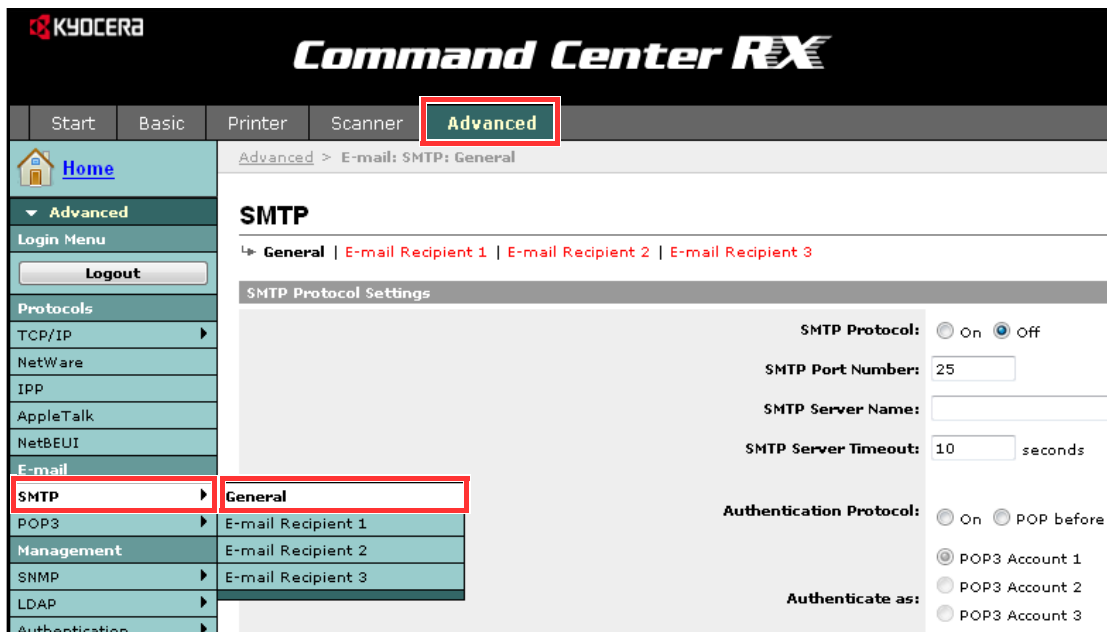 KYOCERA
Command Center RX
Start Basic Printer Scanner Advanced
Home
Advanced > E-mail: SMTP: General
Advanced
Login Menu
Logout
Protocols
TCP/IP
NetWare
IPP
AppleTalk
NetBEUI
E-mail
SMTP
POP3
Management
SNMP
LDAP
Authentication
General
E-mail Recipient 1
E-mail Recipient 2
E-mail Recipient 3
SMTP
General | E-mail Recipient 1 | E-mail Recipient 2 | E-mail Recipient 3
SMTP Protocol Settings
SMTP Protocol: On Off
SMTP Port Number: 25
SMTP Server Name:
SMTP Server Timeout: 10 seconds
Authentication Protocol: On POP before
Authenticate as: POP3 Account 1
POP3 Account 2
POP3 Account 3